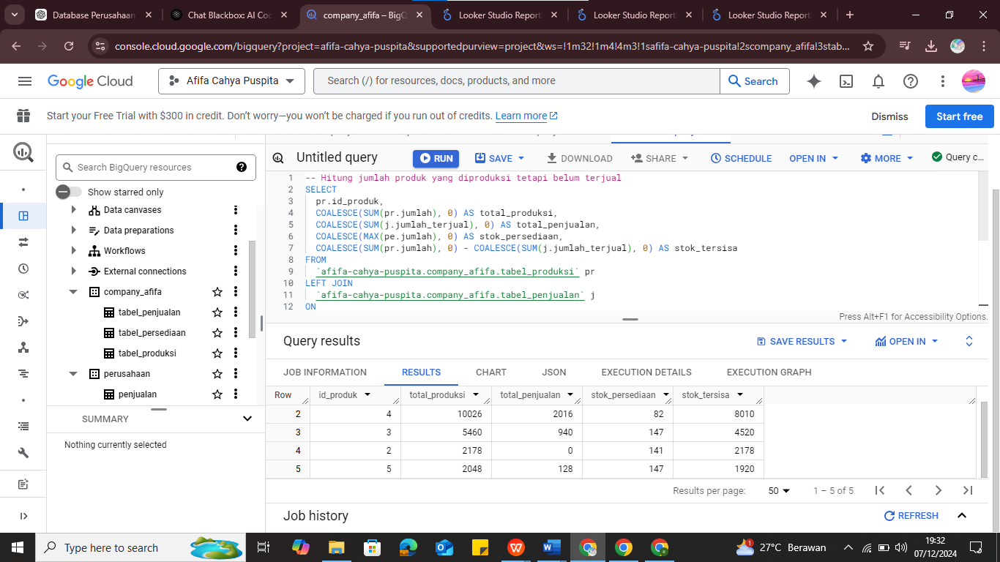 Database Perusahaan
Chat Blackbox: AI Coc
company_afifa – BigQ
Looker Studio Report
Looker Studio Report
Looker Studio Report
console.cloud.google.com/bigquery?project=afifa-cahya-puspita&supportedpurview=project&ws=!1m32!1m4!4m3!1safifa-cahya-puspita!2scompany_afifa!3stab...
Google Cloud
Afifa Cahya Puspita
Search (/) for resources, docs, products, and more
Search
Start your Free Trial with $300 in credit. Don't worry—you won't be charged if you run out of credits. Learn more
Dismiss
Start free
Search BigQuery resources
Show starred only
Data canvases
Data preparations
Workflows
External connections
company_afifa
tabel_penjualan
tabel_persediaan
tabel_produksi
perusahaan
penjualan
SUMMARY
Nothing currently selected
Untitled query
RUN
SAVE
DOWNLOAD
SHARE
SCHEDULE
OPEN IN
MORE
Query c...
1 -- Hitung jumlah produk yang diproduksi tetapi belum terjual
2 SELECT
3 pr.id_produk,
4 COALESCE(SUM(pr.jumlah), 0) AS total_produksi,
5 COALESCE(SUM(j.jumlah_terjual), 0) AS total_penjualan,
6 COALESCE(MAX(pe.jumlah), 0) AS stok_persediaan,
7 COALESCE(SUM(pr.jumlah), 0) - COALESCE(SUM(j.jumlah_terjual), 0) AS stok_tersisa
8 FROM
9 `afifa-cahya-puspita.company_afifa.tabel_produksi` pr
10 LEFT JOIN
11 `afifa-cahya-puspita.company_afifa.tabel_penjualan` j
12 ON
Press Alt+F1 for Accessibility Options.
Query results
SAVE RESULTS
OPEN IN
JOB INFORMATION
RESULTS
CHART
JSON
EXECUTION DETAILS
EXECUTION GRAPH
Row id_produk total_produksi total_penjualan stok_persediaan stok_tersisa
2 4 10026 2016 82 8010
3 3 5460 940 147 4520
4 2 2178 0 141 2178
5 5 2048 128 147 1920
Results per page: 50 1 – 5 of 5
Job history
REFRESH
Type here to search
27°C Berawan
19:32
07/12/2024